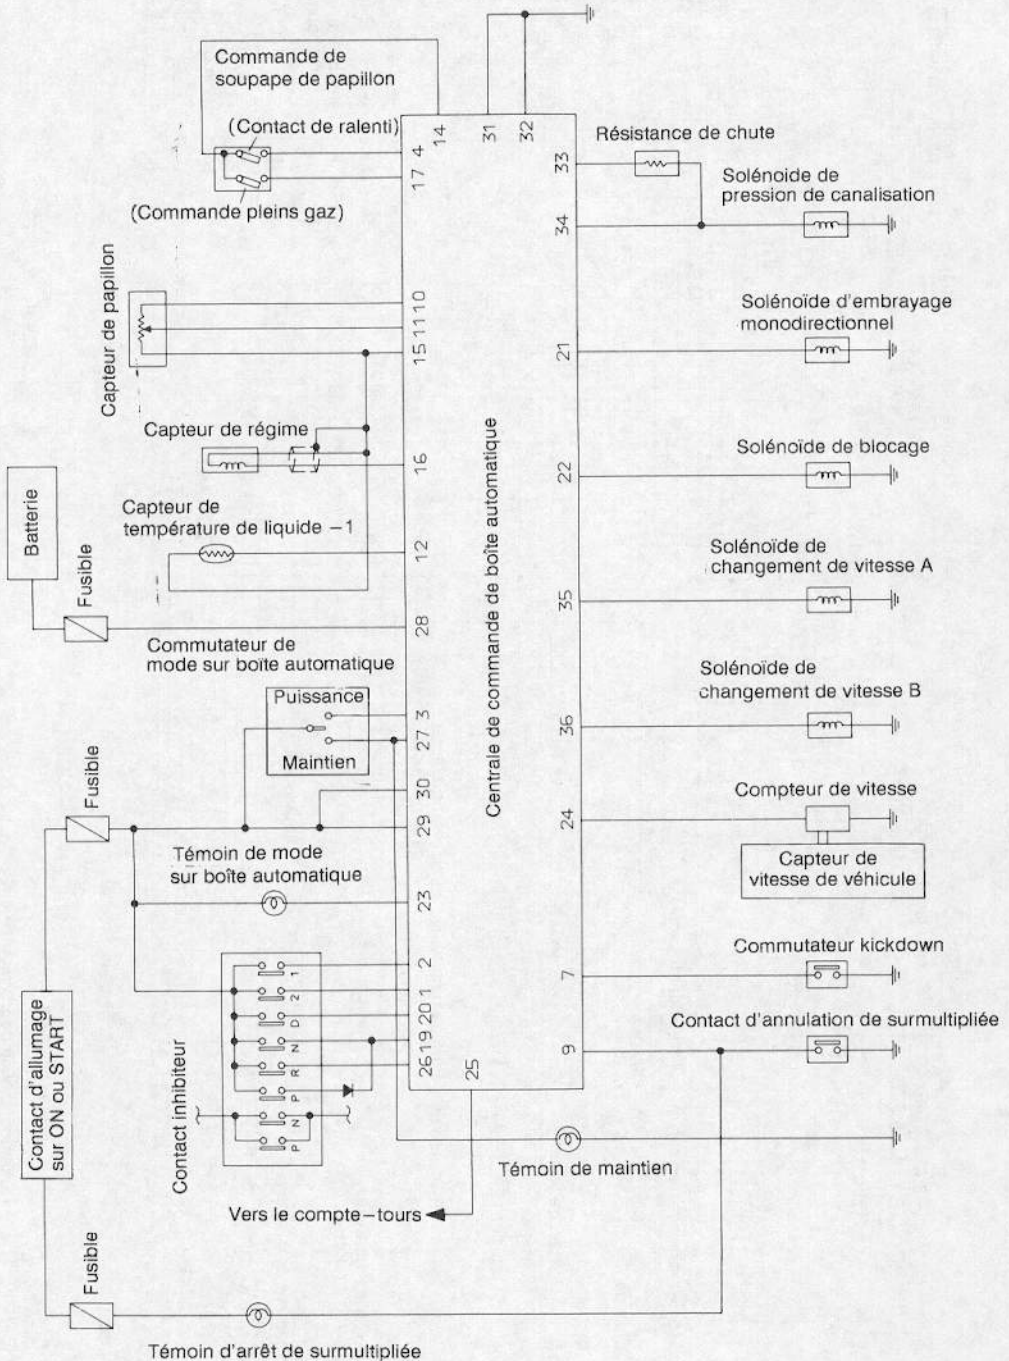 Commande de
soupape de papillon
(Contact de ralenti)
(Commande pleins gaz)
14
31
32
4
17
33
34
Résistance de chute
Solénoide de
pression de canalisation
Capteur de papillon
10
11
15
21
Solénoïde d'embrayage
monodirectionnel
Capteur de régime
16
22
Solénoïde de blocage
Centrale de commande de boîte automatique
Batterie
Fusible
Capteur de
température de liquide –1
12
28
35
Solénoïde de
changement de vitesse A
Commutateur de
mode sur boîte automatique
Puissance
Maintien
3
27
36
Solénoïde de
changement de vitesse B
Fusible
30
29
24
Compteur de vitesse
Capteur de
vitesse de véhicule
Témoin de mode
sur boîte automatique
23
Contact inhibiteur
1
2
D
N
R
P
N
P
2
1
20
19
26
25
7
Commutateur kickdown
9
Contact d'annulation de surmultipliée
Contact d'allumage
sur ON ou START
Témoin de maintien
Vers le compte–tours
Fusible
Témoin d'arrêt de surmultipliée